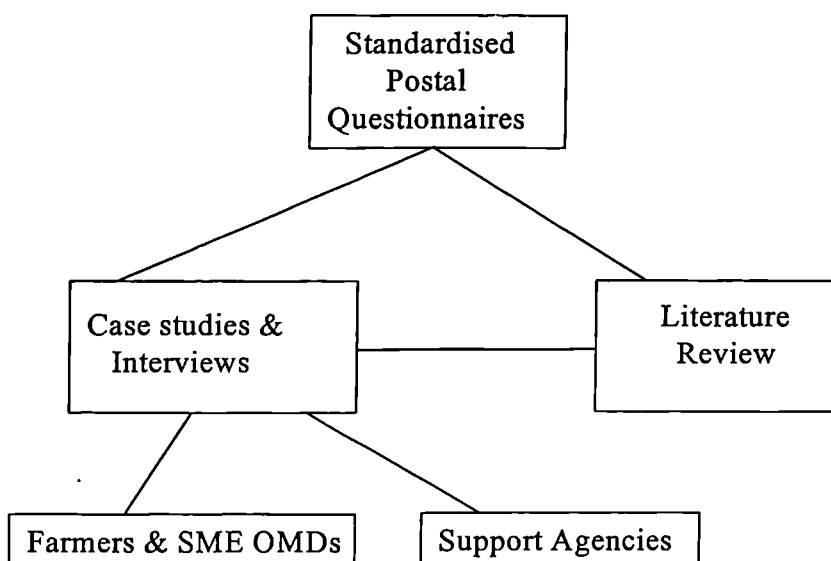 Standardised
Postal
Questionnaires
Case studies &
Interviews
Literature
Review
Farmers & SME OMDs
Support Agencies